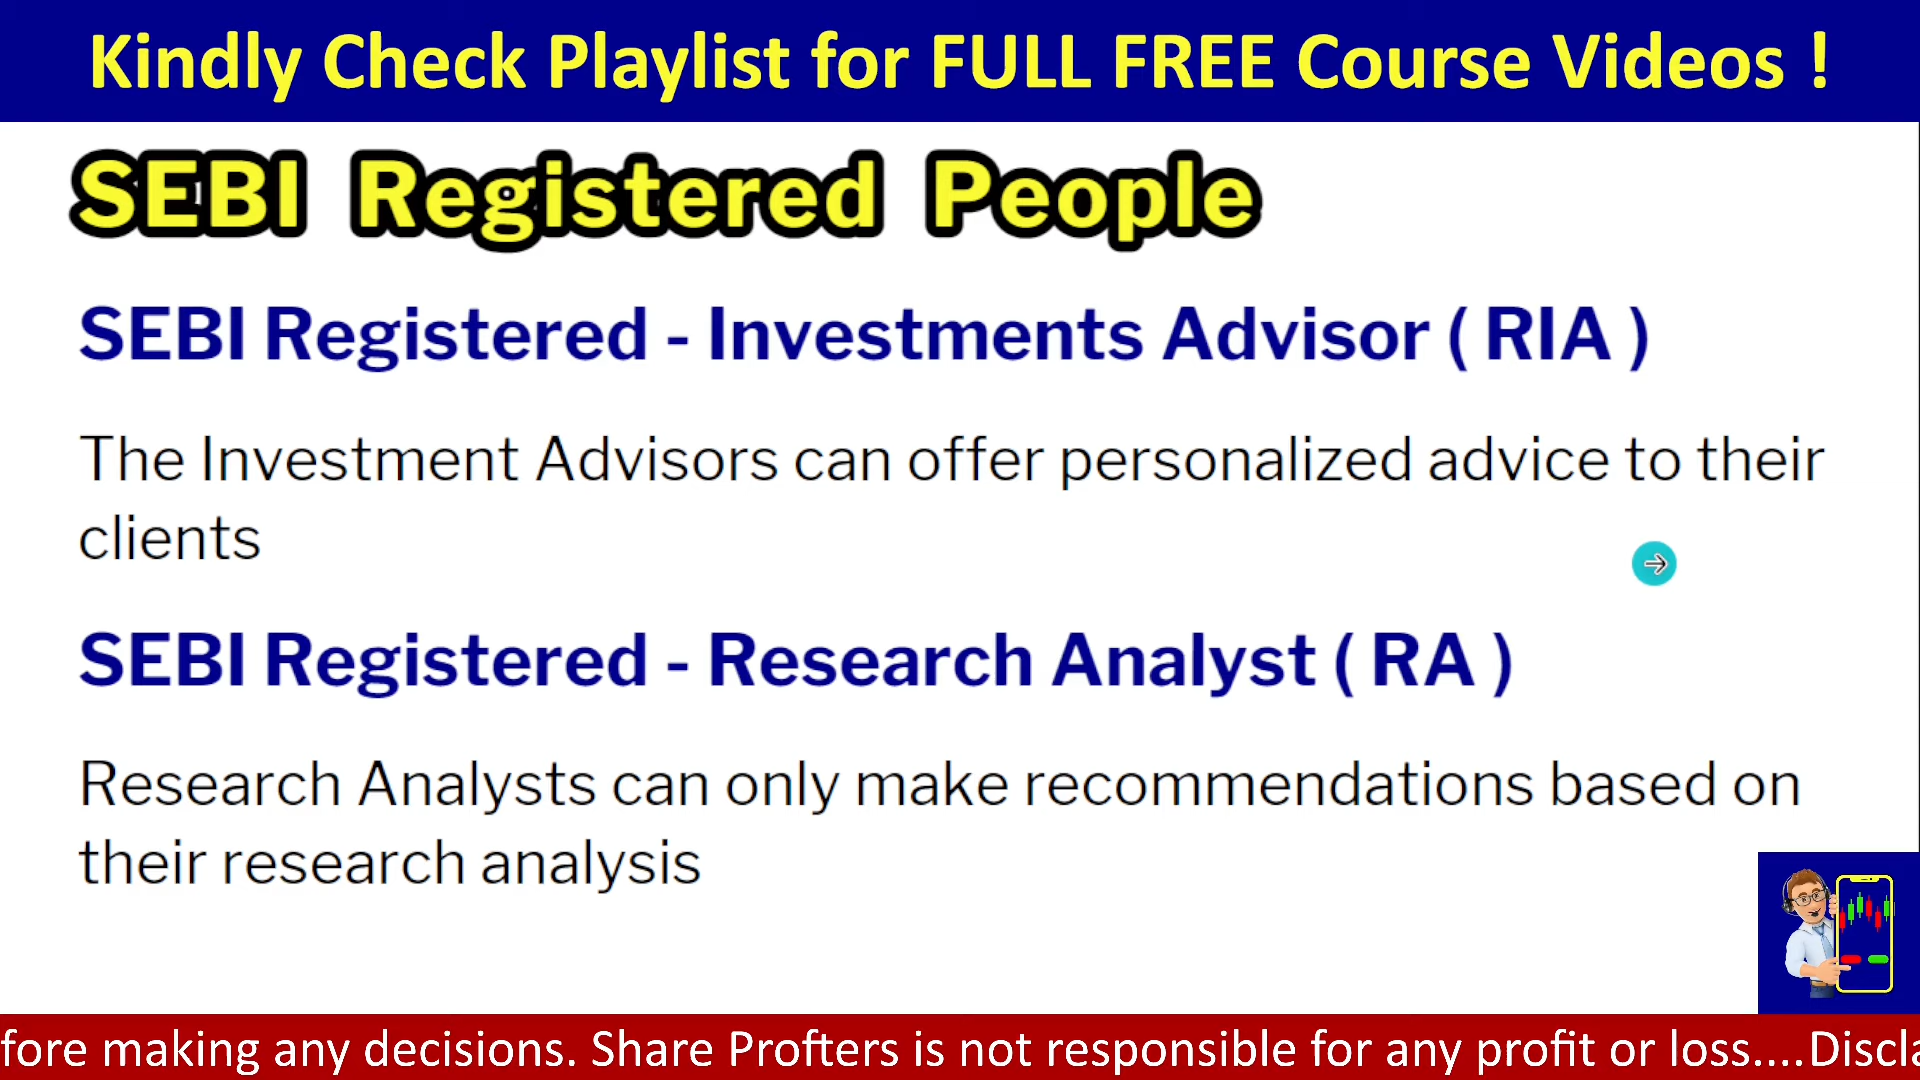 Kindly Check Playlist for FULL FREE Course Videos !
SEBI Registered People
SEBI Registered - Investments Advisor ( RIA )
The Investment Advisors can offer personalized advice to their
clients
SEBI Registered - Research Analyst ( RA )
Research Analysts can only make recommendations based on
their research analysis
fore making any decisions. Share Profters is not responsible for any profit or loss....Discla